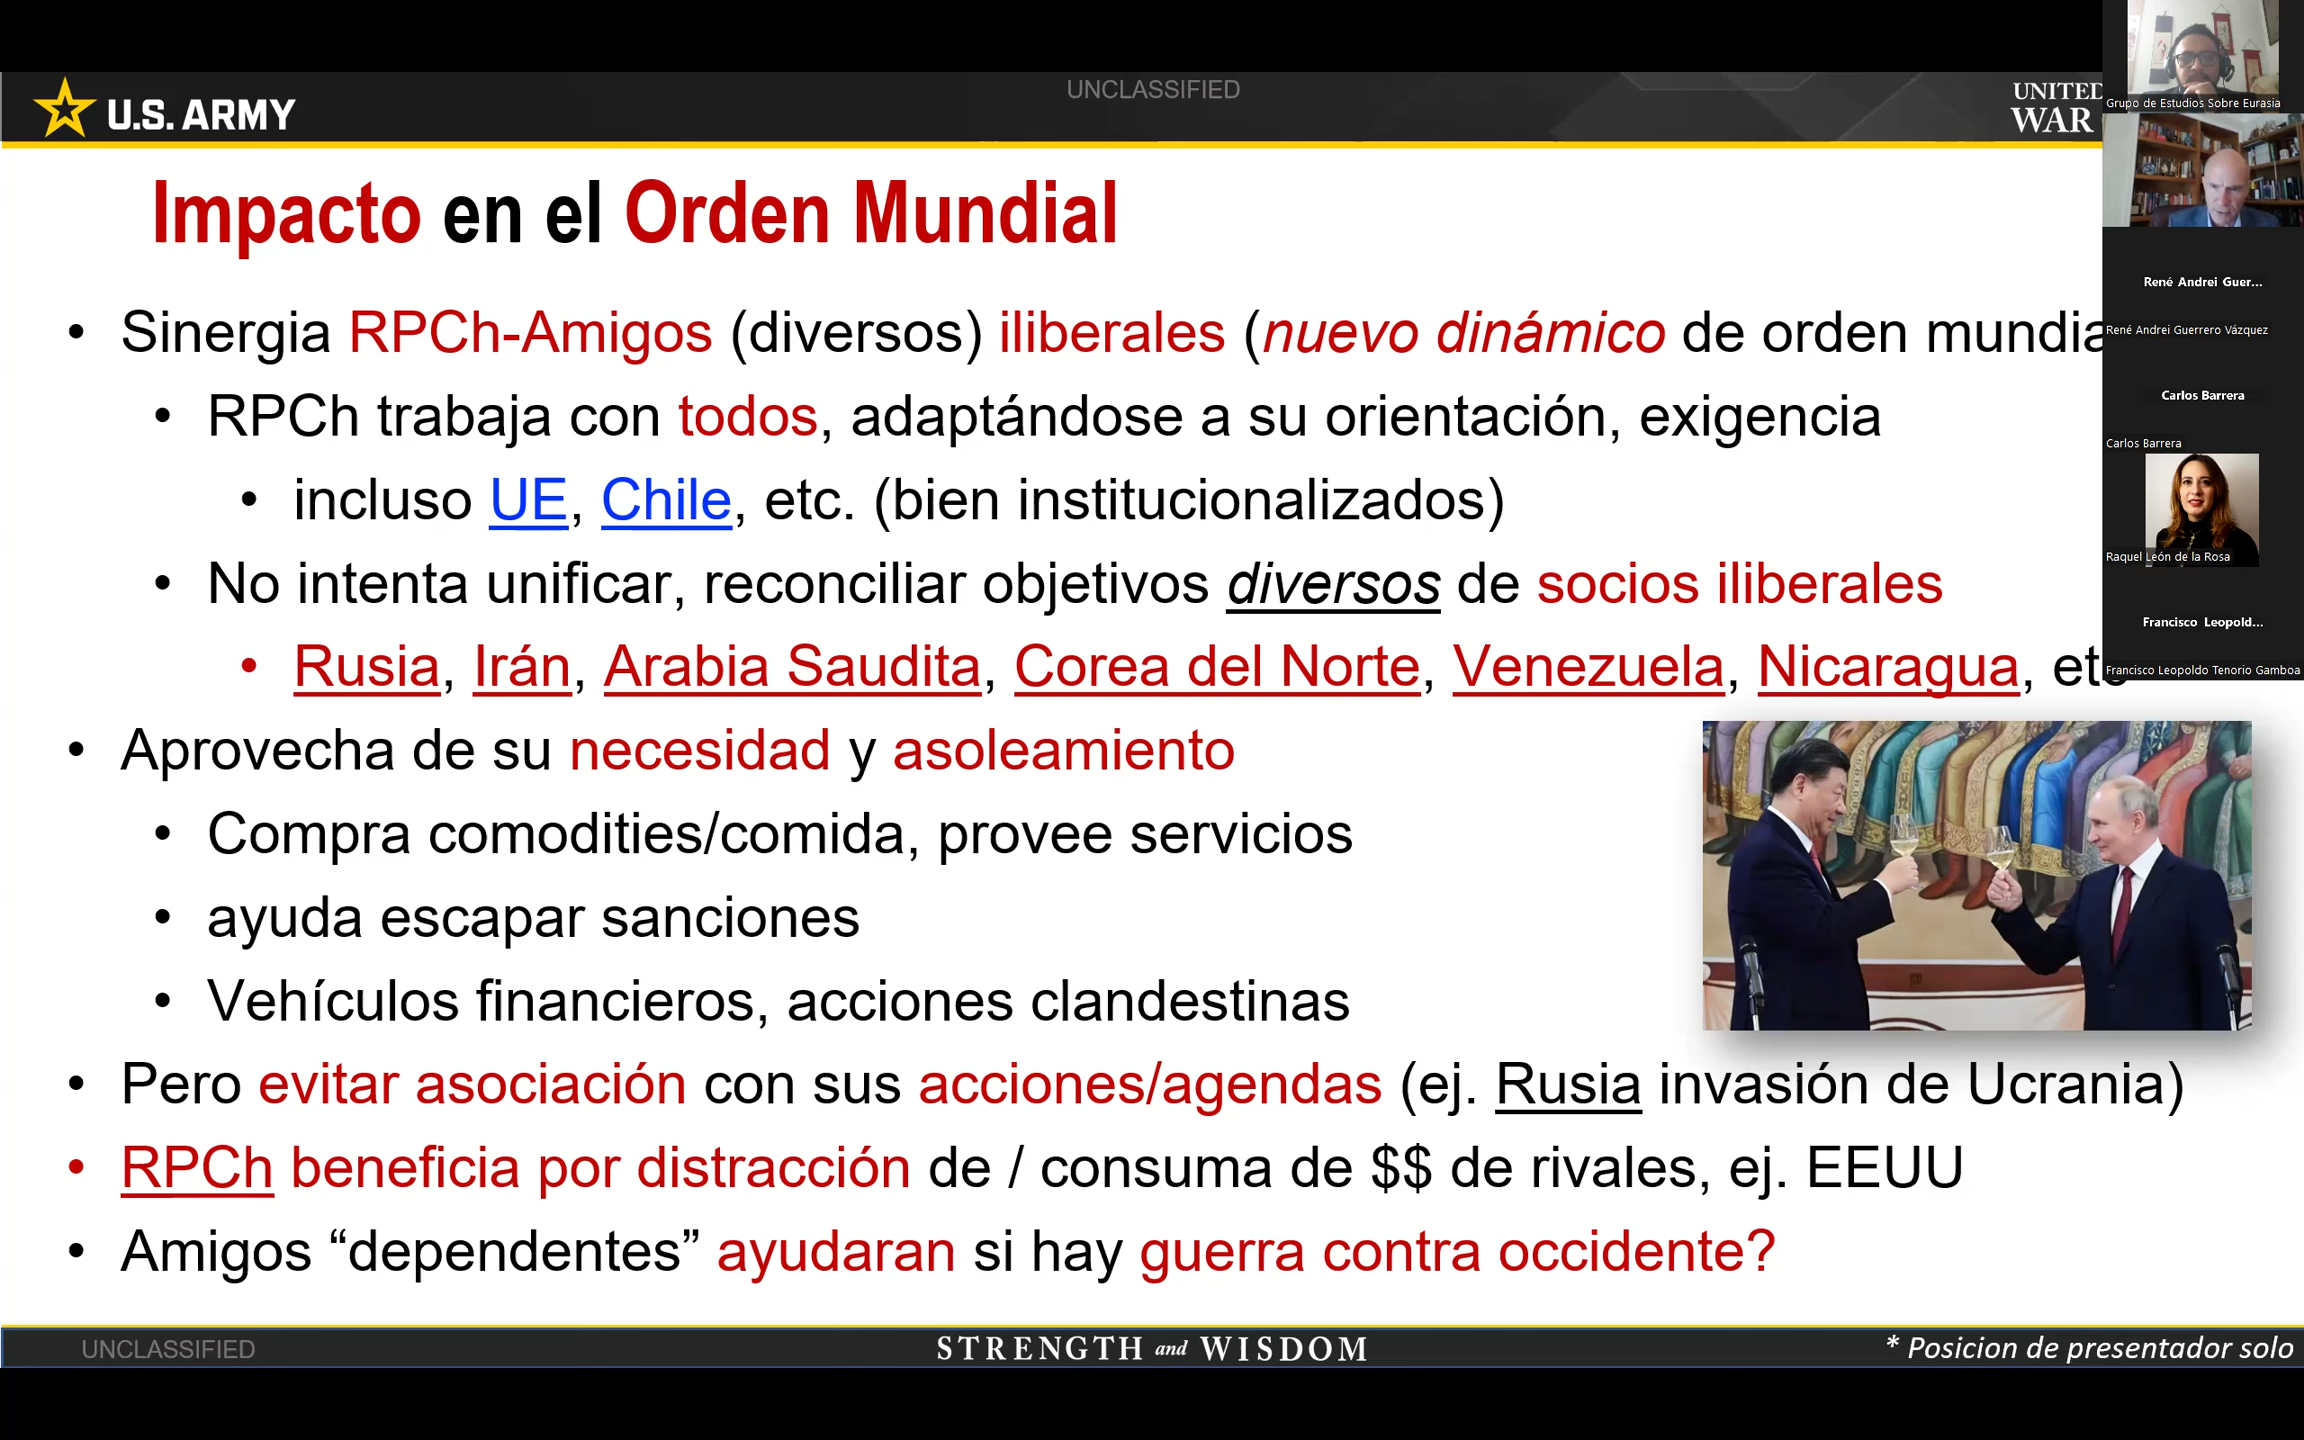 UNCLASSIFIED
U.S. ARMY
UNITED
WAR
Impacto en el Orden Mundial
• Sinergia RPCh-Amigos (diversos) iliberales (nuevo dinámico de orden mundia
• RPCh trabaja con todos, adaptándose a su orientación, exigencia
• incluso UE, Chile, etc. (bien institucionalizados)
• No intenta unificar, reconciliar objetivos diversos de socios iliberales
• Rusia, Irán, Arabia Saudita, Corea del Norte, Venezuela, Nicaragua, etc
• Aprovecha de su necesidad y asoleamiento
• Compra comodities/comida, provee servicios
• ayuda escapar sanciones
• Vehículos financieros, acciones clandestinas
• Pero evitar asociación con sus acciones/agendas (ej. Rusia invasión de Ucrania)
• RPCh beneficia por distracción de / consuma de $$ de rivales, ej. EEUU
• Amigos “dependentes” ayudaran si hay guerra contra occidente?
UNCLASSIFIED
STRENGTH and WISDOM
* Posicion de presentador solo
Grupo de Estudios Sobre Eurasia
René Andrei Guer...
René Andrei Guerrero Vázquez
Carlos Barrera
Carlos Barrera
Raquel León de la Rosa
Francisco Leopold...
Francisco Leopoldo Tenorio Gamboa